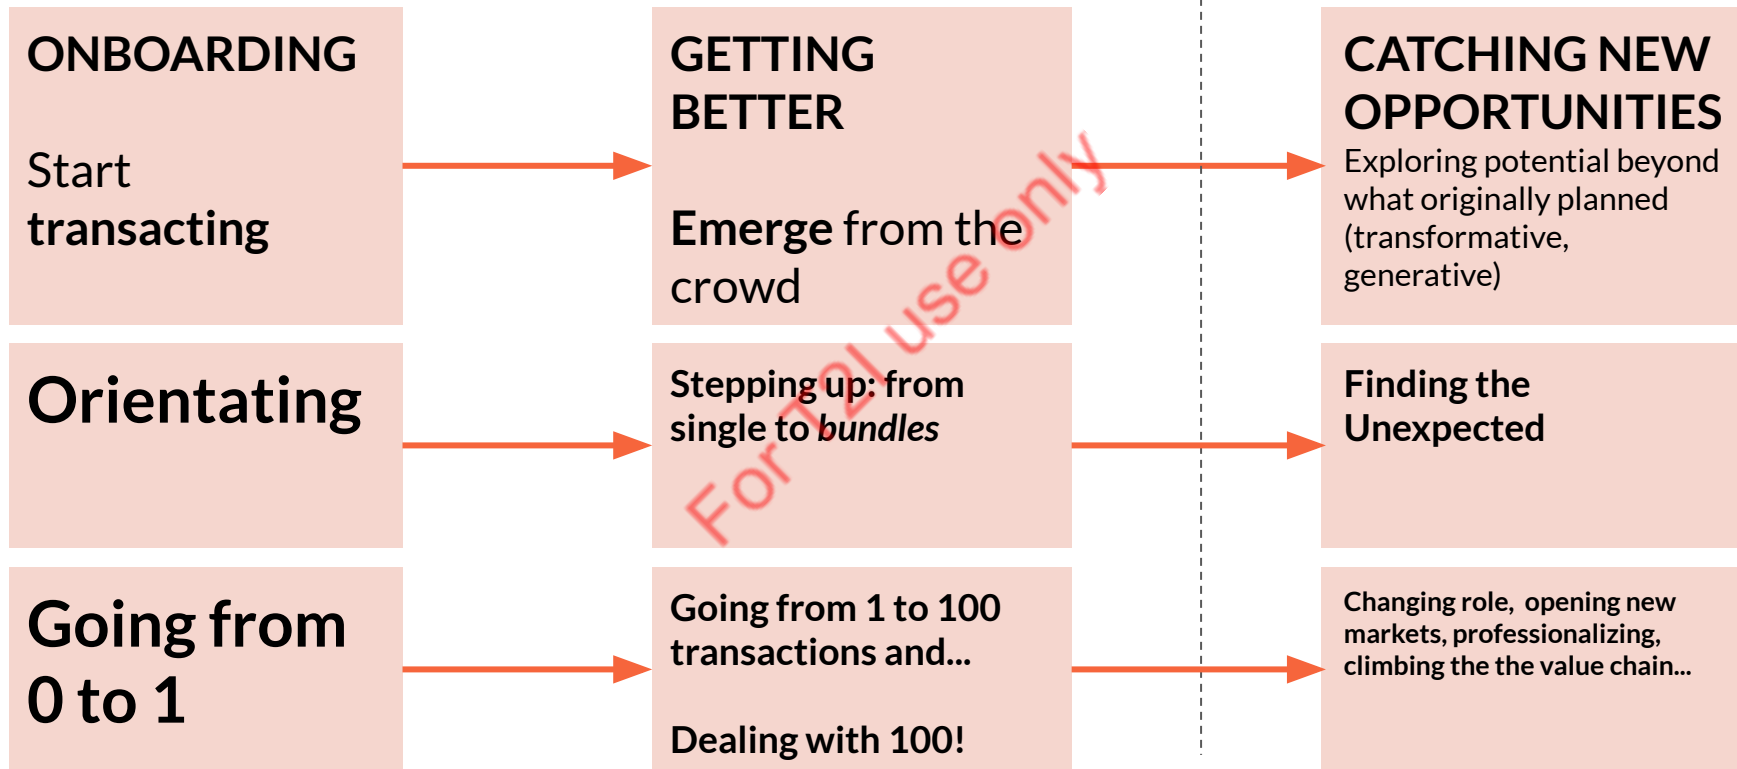 ONBOARDING
Start
transacting
GETTING
BETTER
Emerge from the
crowd
CATCHING NEW
OPPORTUNITIES
Exploring potential beyond
what originally planned
(transformative,
generative)
Orientating
Stepping up: from
single to bundles
Finding the
Unexpected
Going from
0 to 1
Going from 1 to 100
transactions and...
Dealing with 100!
Changing role,  opening new
markets, professionalizing,
climbing the the value chain...
For T2I use only